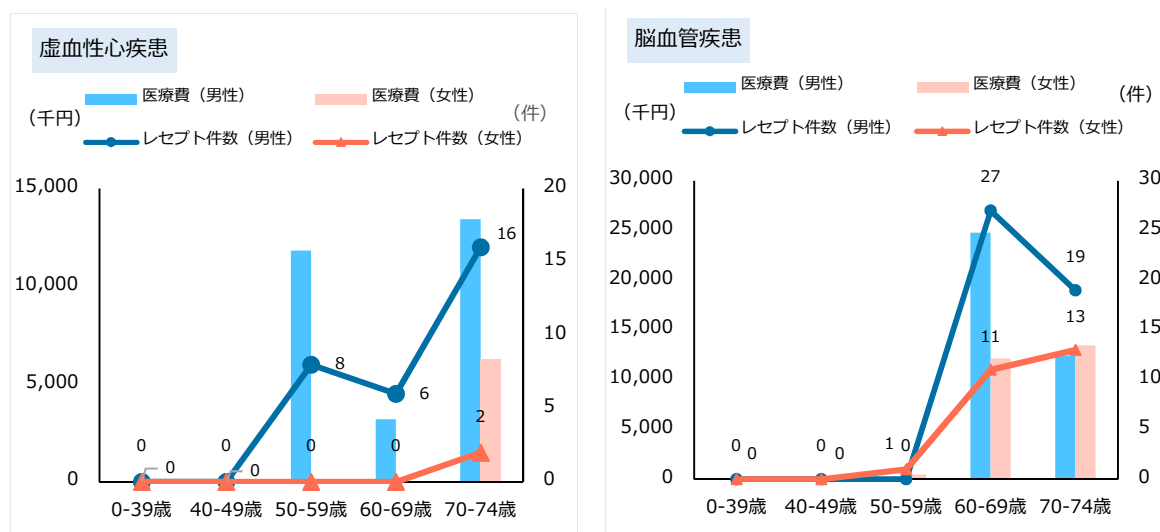 虚血性心疾患
医療費（男性）
医療費（女性）
（千円）
（件）
レセプト件数（男性）
レセプト件数（女性）
15,000
10,000
5,000
0
20
15
10
5
0
0
0
0
0
8
0
6
0
16
2
0-39歳
40-49歳
50-59歳
60-69歳
70-74歳
脳血管疾患
医療費（男性）
医療費（女性）
（千円）
（件）
レセプト件数（男性）
レセプト件数（女性）
30,000
25,000
20,000
15,000
10,000
5,000
0
30
25
20
15
10
5
0
0
0
0
0
1
0
27
11
19
13
0-39歳
40-49歳
50-59歳
60-69歳
70-74歳